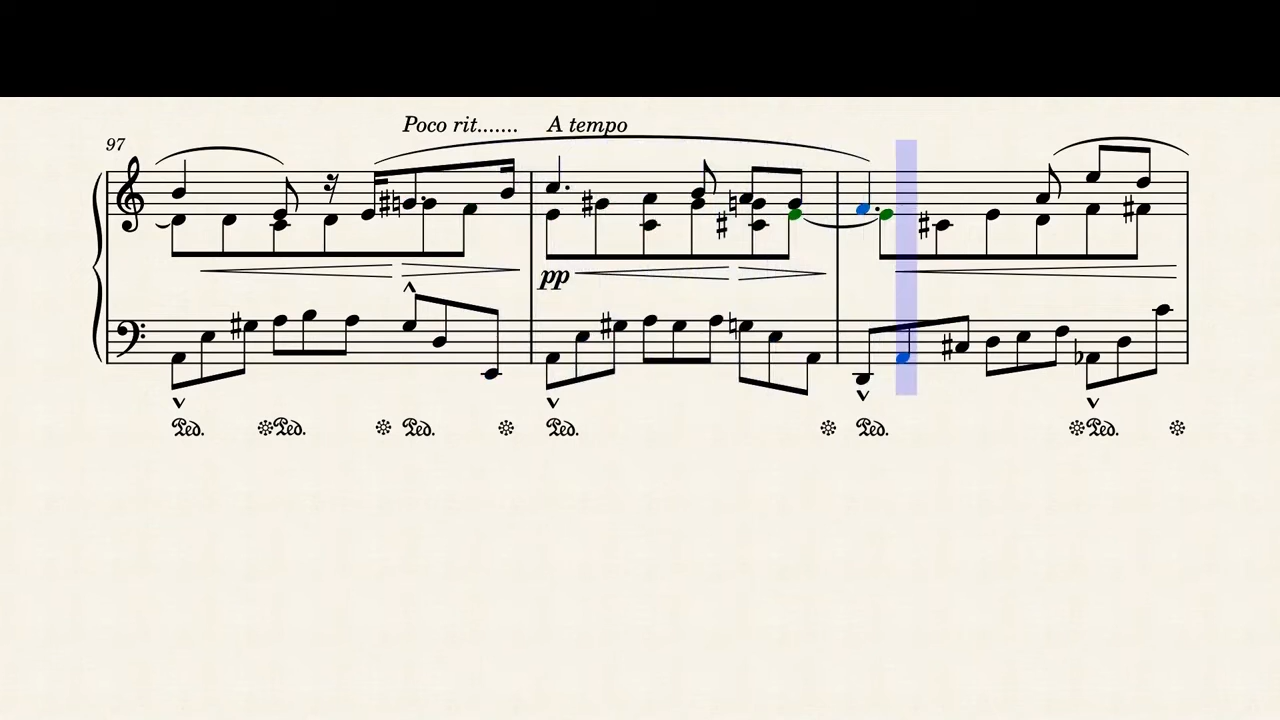 Poco rit....... A tempo
97
pp
Ped. Ped. Ped. Ped. Ped. Ped.